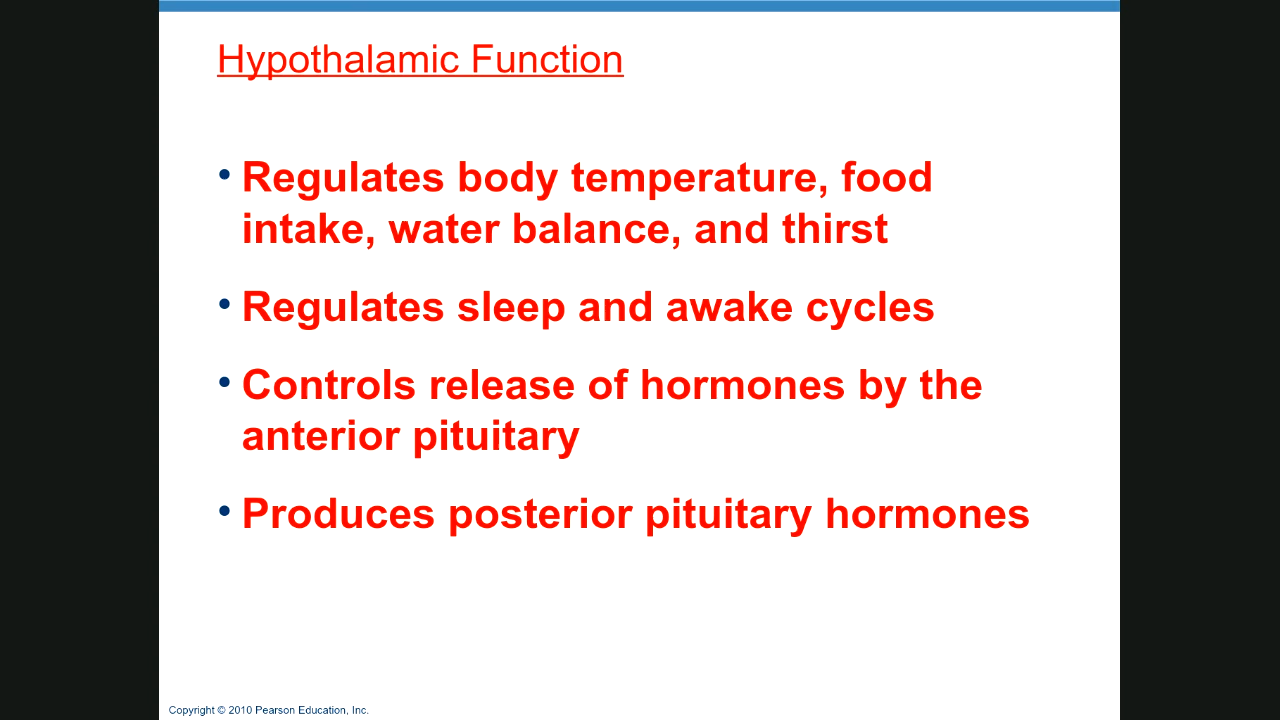 Hypothalamic Function
• Regulates body temperature, food
intake, water balance, and thirst
• Regulates sleep and awake cycles
• Controls release of hormones by the
anterior pituitary
• Produces posterior pituitary hormones
Copyright © 2010 Pearson Education, Inc.